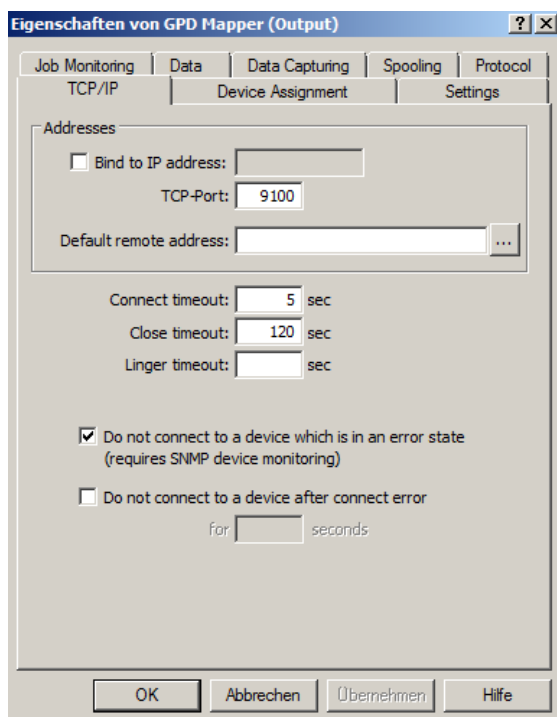 Eigenschaften von GPD Mapper (Output)
Job Monitoring Data Data Capturing Spooling Protocol
TCP/IP Device Assignment Settings
Addresses
Bind to IP address:
TCP-Port: 9100
Default remote address: ...
Connect timeout: 5 sec
Close timeout: 120 sec
Linger timeout: sec
Do not connect to a device which is in an error state
(requires SNMP device monitoring)
Do not connect to a device after connect error
for seconds
OK Abbrechen Übernehmen Hilfe